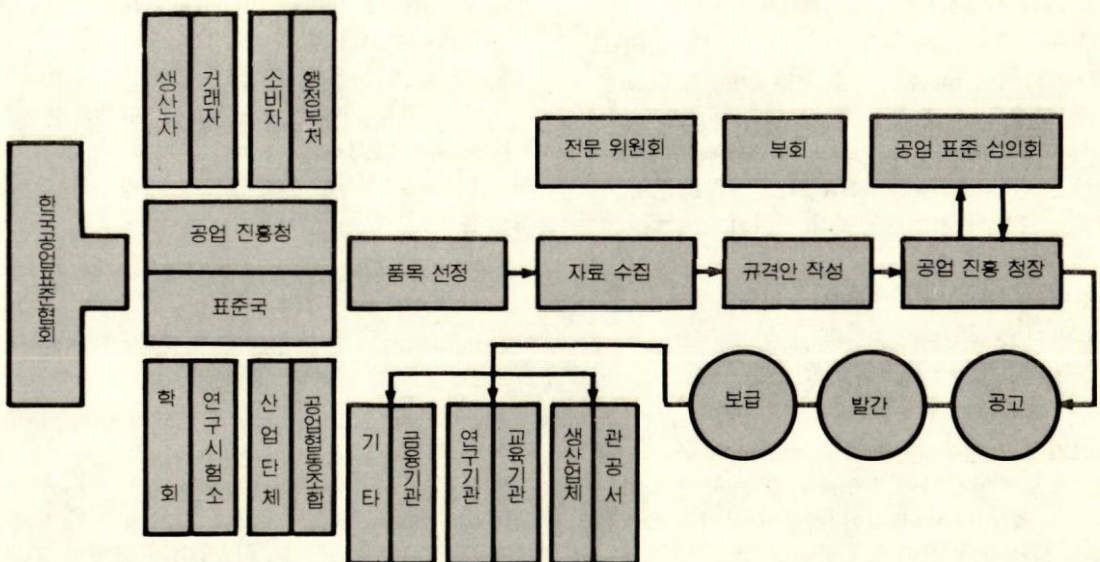 생산자
거래자
소비자
행정부처
한국공업표준협회
공업 진흥청
표준국
학회
연구시험소
산업단체
공업협동조합
전문 위원회
부회
공업 표준 심의회
품목 선정
자료 수집
규격안 작성
공업 진흥 청장
보급
발간
공고
기타
금융기관
연구기관
교육기관
생산업체
관공서